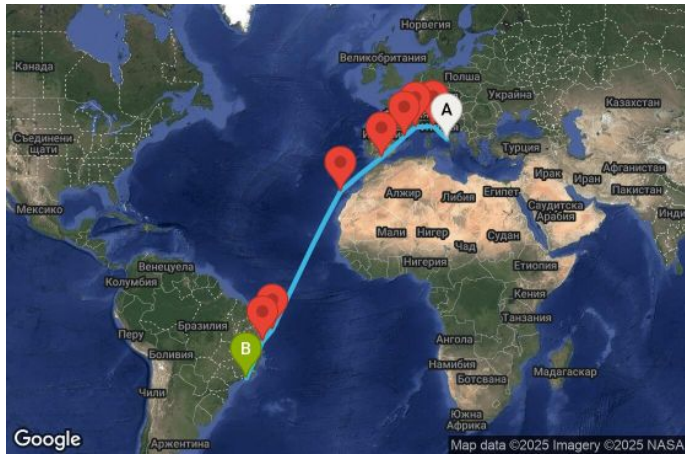 Норвегия
Канада
Великобритания
Полша
Украйна
Казахстан
Съединени
щати
Турция
Афганистан
Ирак
Иран
Пакистан
Мексико
Алжир
Либия
Египет
Саудитска
Арабия
Мали
Нигер
Судан
Чад
Венецуела
Нигерия
Етиопия
Колумбия
Кения
Бразилия
Танзания
Перу
Ангола
Боливия
Намибия
Мадагаскар
Ботсвана
Чили
Южна
Африка
Аржентина
A
B
Google
Map data ©2025 Imagery ©2025 NASA